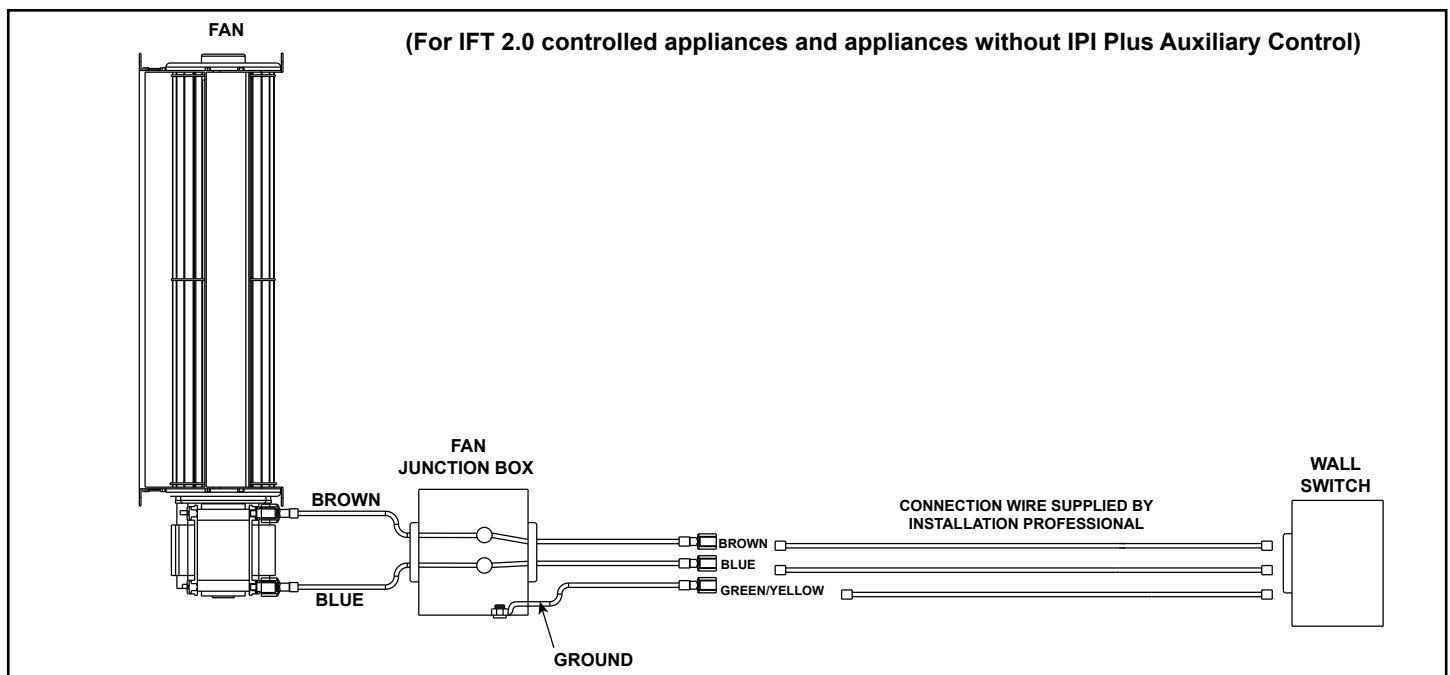 FAN
(For IFT 2.0 controlled appliances and appliances without IPI Plus Auxiliary Control)
FAN
JUNCTION BOX
WALL
SWITCH
BROWN
CONNECTION WIRE SUPPLIED BY
INSTALLATION PROFESSIONAL
BROWN
BLUE
GREEN/YELLOW
BLUE
GROUND